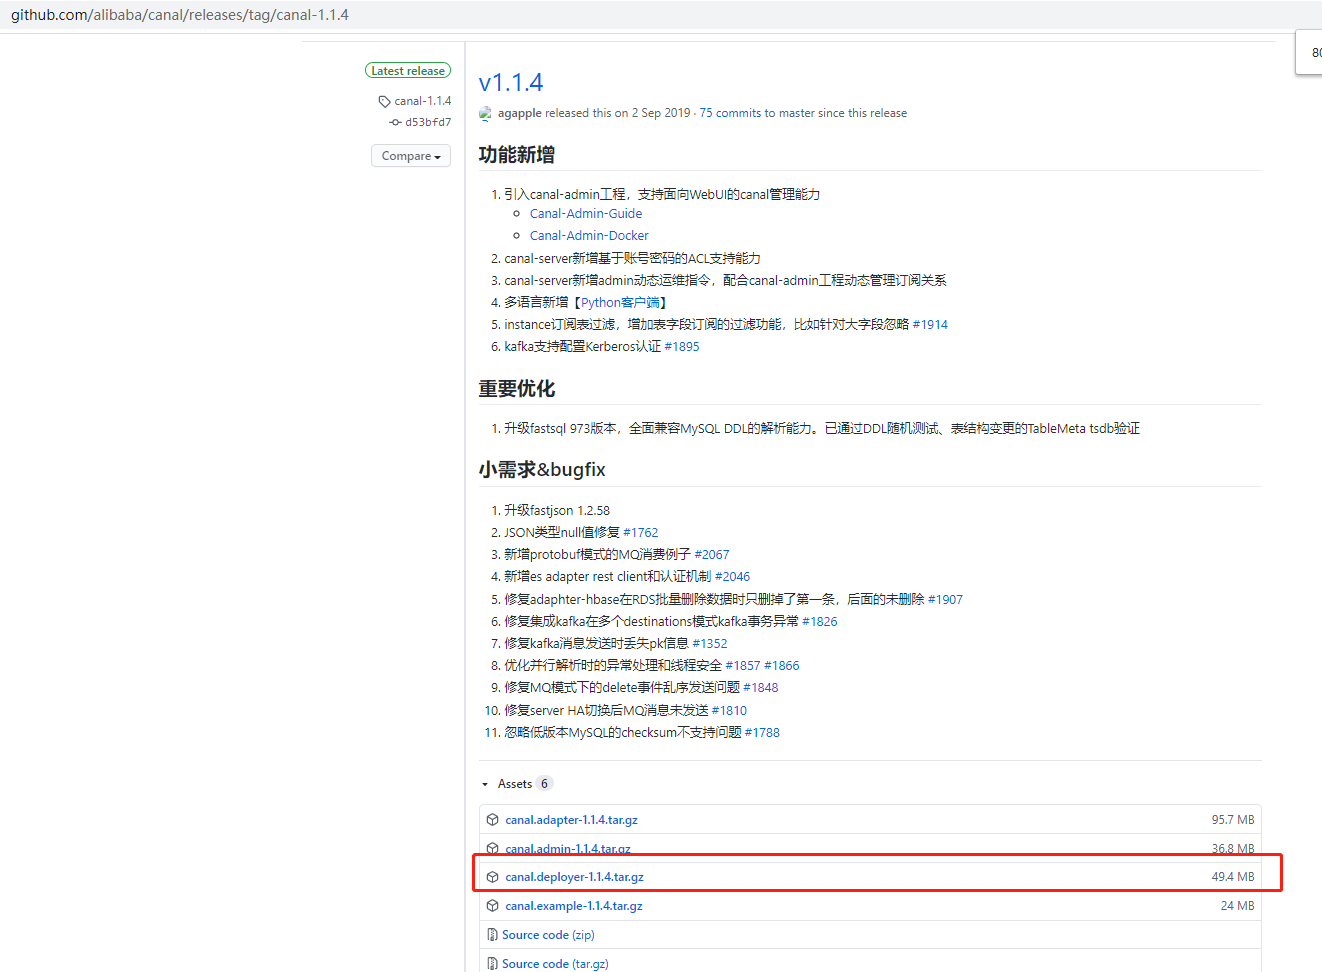 github.com/alibaba/canal/releases/tag/canal-1.1.4
80
Latest release
canal-1.1.4
d53bfd7
Compare
v1.1.4
agapple released this on 2 Sep 2019 · 75 commits to master since this release
功能新增
1. 引入canal-admin工程，支持面向WebUI的canal管理能力
Canal-Admin-Guide
Canal-Admin-Docker
2. canal-server新增基于账号密码的ACL支持能力
3. canal-server新增admin动态运维指令，配合canal-admin工程动态管理订阅关系
4. 多语言新增【Python客户端】
5. instance订阅表过滤，增加表字段订阅的过滤功能，比如针对大字段忽略 #1914
6. kafka支持配置Kerberos认证 #1895
重要优化
1. 升级fastsql 973版本，全面兼容MySQL DDL的解析能力。已通过DDL随机测试、表结构变更的TableMeta tsdb验证
小需求&bugfix
1. 升级fastjson 1.2.58
2. JSON类型null值修复 #1762
3. 新增protobuf模式的MQ消费例子 #2067
4. 新增es adapter rest client和认证机制 #2046
5. 修复adaphter-hbase在RDS批量删除数据时只删掉了第一条，后面的未删除 #1907
6. 修复集成kafka在多个destinations模式kafka事务异常 #1826
7. 修复kafka消息发送时丢失pk信息 #1352
8. 优化并行解析时的异常处理和线程安全 #1857 #1866
9. 修复MQ模式下的delete事件乱序发送问题 #1848
10. 修复server HA切换后MQ消息未发送 #1810
11. 忽略低版本MySQL的checksum不支持问题 #1788
Assets 6
canal.adapter-1.1.4.tar.gz 95.7 MB
canal.admin-1.1.4.tar.gz 36.8 MB
canal.deployer-1.1.4.tar.gz 49.4 MB
canal.example-1.1.4.tar.gz 24 MB
Source code (zip)
Source code (tar.gz)